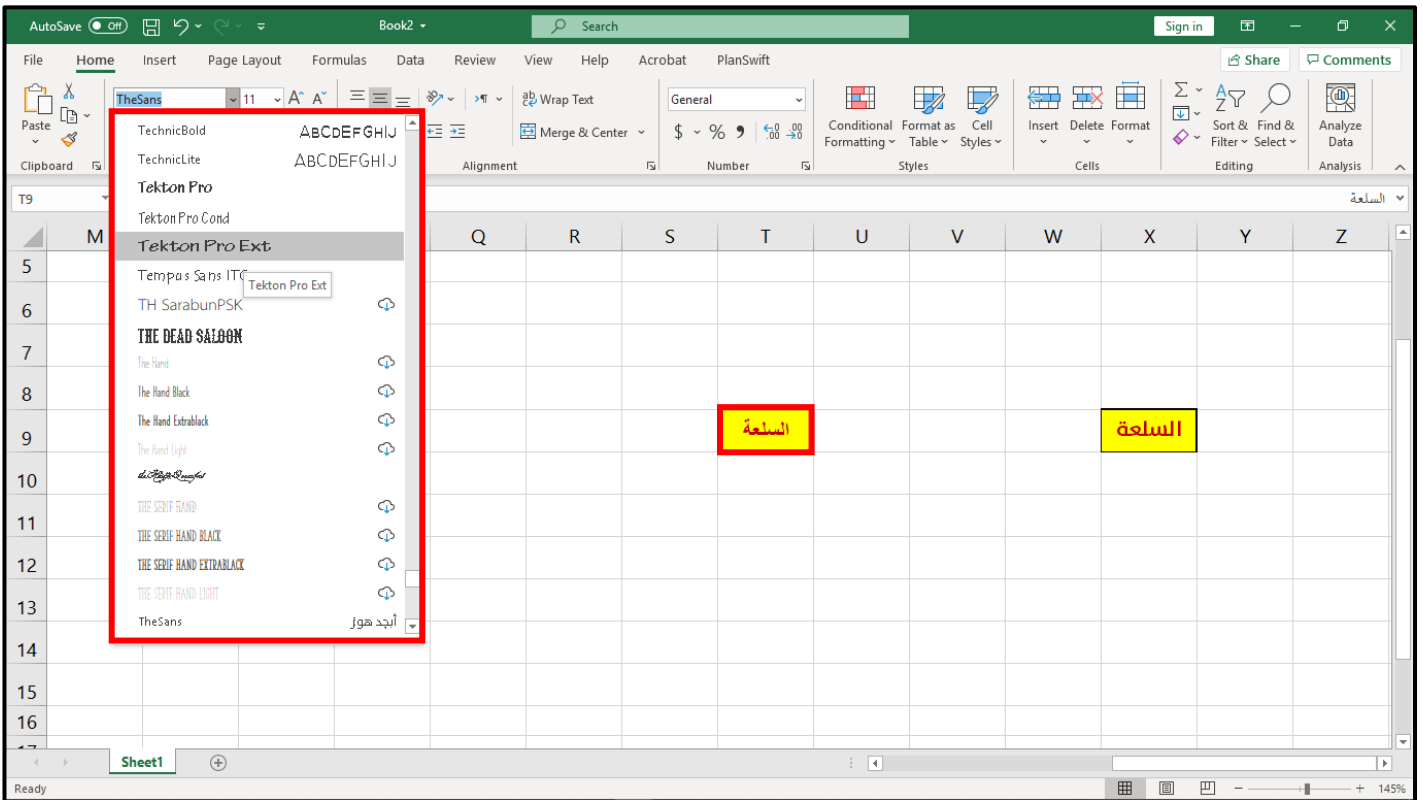 AutoSave Off Book2 Search Sign in
File Home Insert Page Layout Formulas Data Review View Help Acrobat PlanSwift Share Comments
TheSans 11 A A ab Wrap Text General
Paste Merge & Center $ % 9 Conditional Formatting Format as Table Cell Styles Insert Delete Format Sort & Filter Find & Select Analyze Data
Clipboard Alignment Number Styles Cells Editing Analysis
T9 السلعة
M Q R S T U V W X Y Z
TechnicBold ABCDEFGHIJ
TechnicLite ABCDEFGHIJ
Tekton Pro
Tekton Pro Cond
Tekton Pro Ext
Tempus Sans ITC
Tekton Pro Ext
TH SarabunPSK
THE DEAD SALOON
The Hand
The Hand Black
The Hand Extrablack
The Hand Light
THE SERIF HAND
THE SERIF HAND BLACK
THE SERIF HAND EXTRABLACK
THE SERIF HAND LIGHT
TheSans أبجد هوز
5
6
7
8
9 السلعة السلعة
10
11
12
13
14
15
16
17
Sheet1
Ready 145%